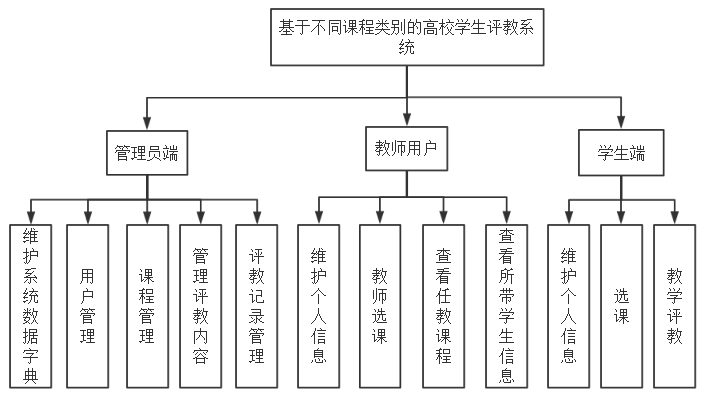 基于不同课程类别的高校学生评教系
统
管理员端
教师用户
学生端
维护系统数据字典
用户管理
课程管理
管理评教内容
评教记录管理
维护个人信息
教师选课
查看任教课程
查看所带学生信息
维护个人信息
选课
教学评教